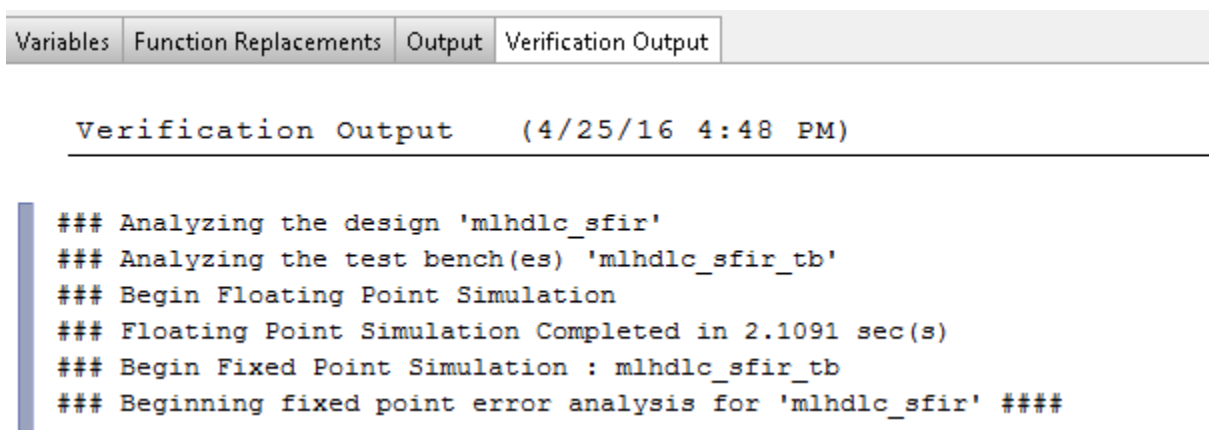 Variables Function Replacements Output Verification Output
Verification Output (4/25/16 4:48 PM)
### Analyzing the design 'mlhdlc_sfir'
### Analyzing the test bench(es) 'mlhdlc_sfir_tb'
### Begin Floating Point Simulation
### Floating Point Simulation Completed in 2.1091 sec(s)
### Begin Fixed Point Simulation : mlhdlc_sfir_tb
### Beginning fixed point error analysis for 'mlhdlc_sfir' ####